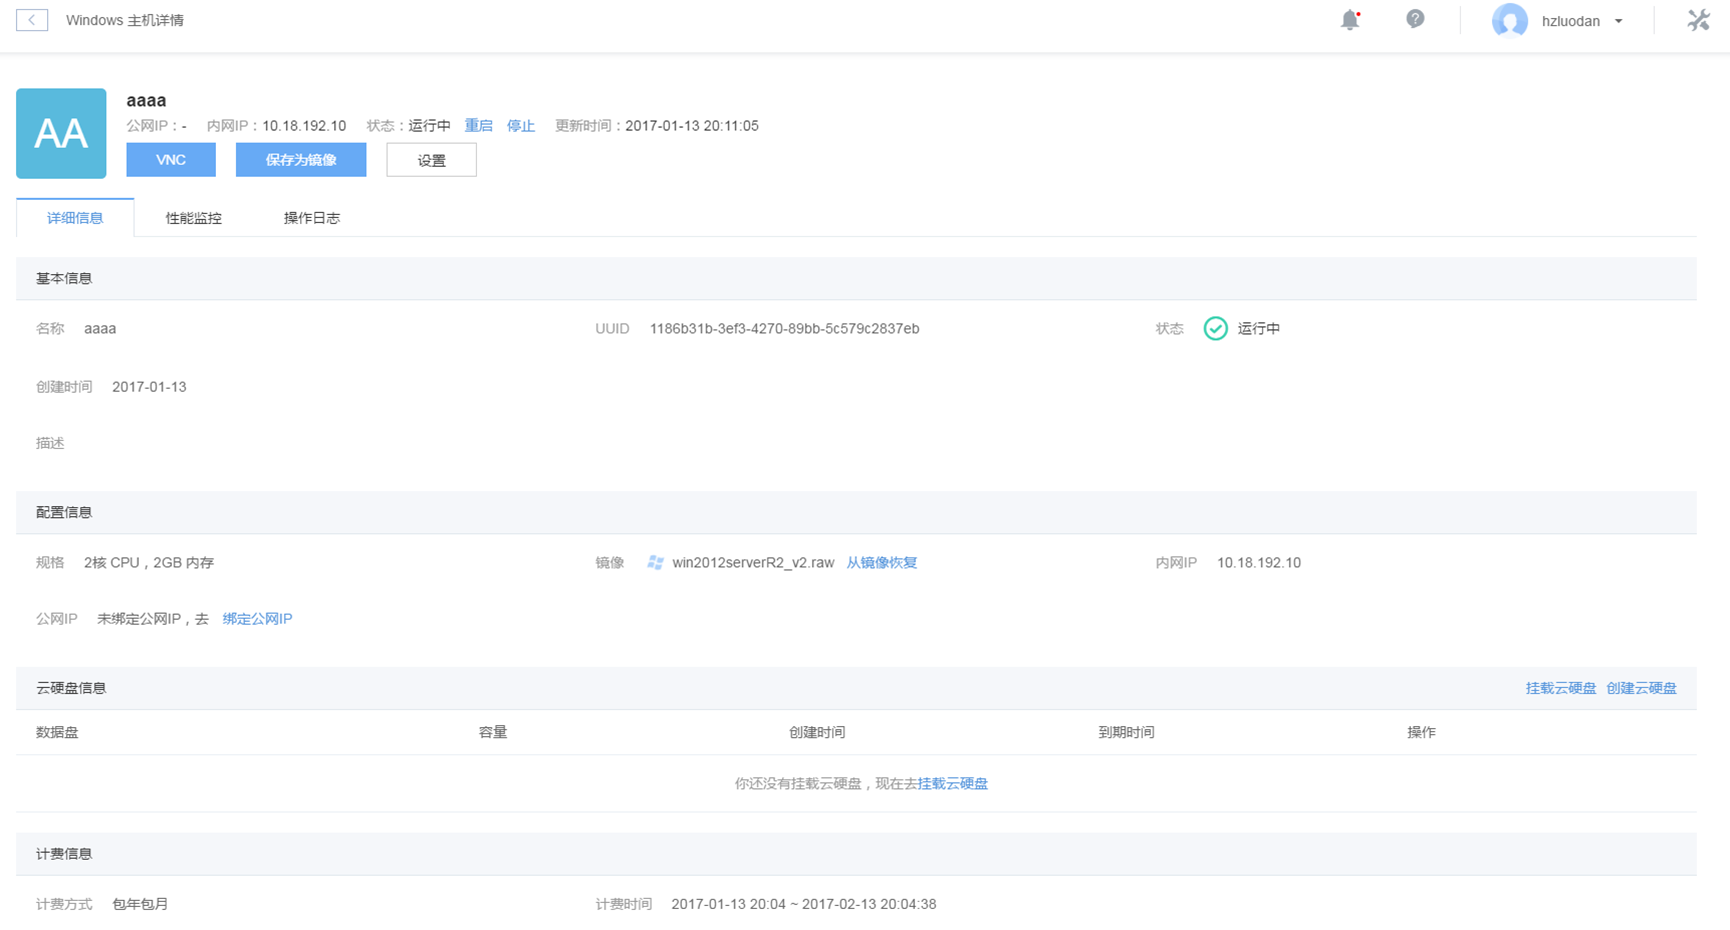 Windows 主机详情
hzluodan
AA
aaaa
公网IP：- 内网IP：10.18.192.10 状态：运行中 重启 停止 更新时间：2017-01-13 20:11:05
VNC 保存为镜像 设置
详细信息 性能监控 操作日志
基本信息
名称 aaaa UUID 1186b31b-3ef3-4270-89bb-5c579c2837eb 状态 运行中
创建时间 2017-01-13
描述
配置信息
规格 2核 CPU，2GB 内存 镜像 win2012serverR2_v2.raw 从镜像恢复 内网IP 10.18.192.10
公网IP 未绑定公网IP，去 绑定公网IP
云硬盘信息 挂载云硬盘 创建云硬盘
数据盘 容量 创建时间 到期时间 操作
你还没有挂载云硬盘，现在去挂载云硬盘
计费信息
计费方式 包年包月 计费时间 2017-01-13 20:04 ~ 2017-02-13 20:04:38